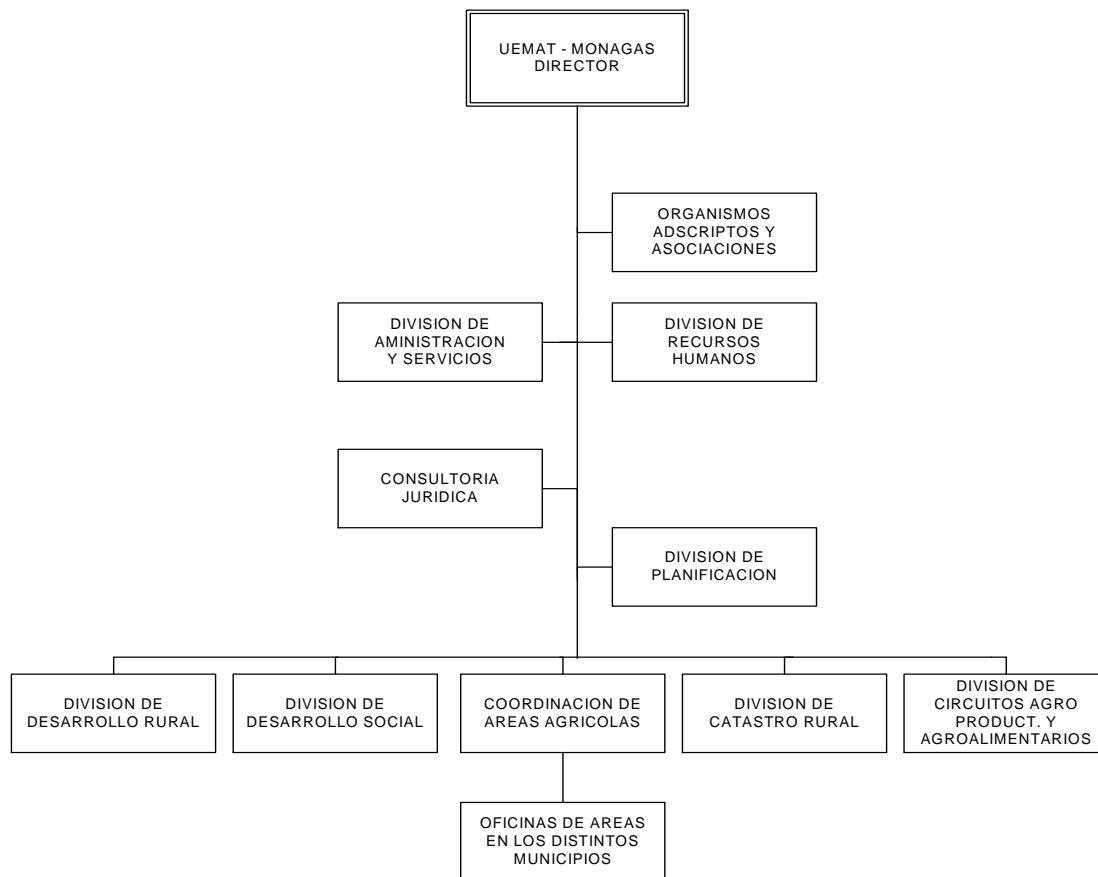 UEMAT - MONAGAS
DIRECTOR
ORGANISMOS
ADSCRIPTOS Y
ASOCIACIONES
DIVISION DE
AMINISTRACION
Y SERVICIOS
DIVISION DE
RECURSOS
HUMANOS
CONSULTORIA
JURIDICA
DIVISION DE
PLANIFICACION
DIVISION DE
DESARROLLO RURAL
DIVISION DE
DESARROLLO SOCIAL
COORDINACION DE
AREAS AGRICOLAS
DIVISION DE
CATASTRO RURAL
DIVISION DE
CIRCUITOS AGRO
PRODUCT. Y
AGROALIMENTARIOS
OFICINAS DE AREAS
EN LOS DISTINTOS
MUNICIPIOS